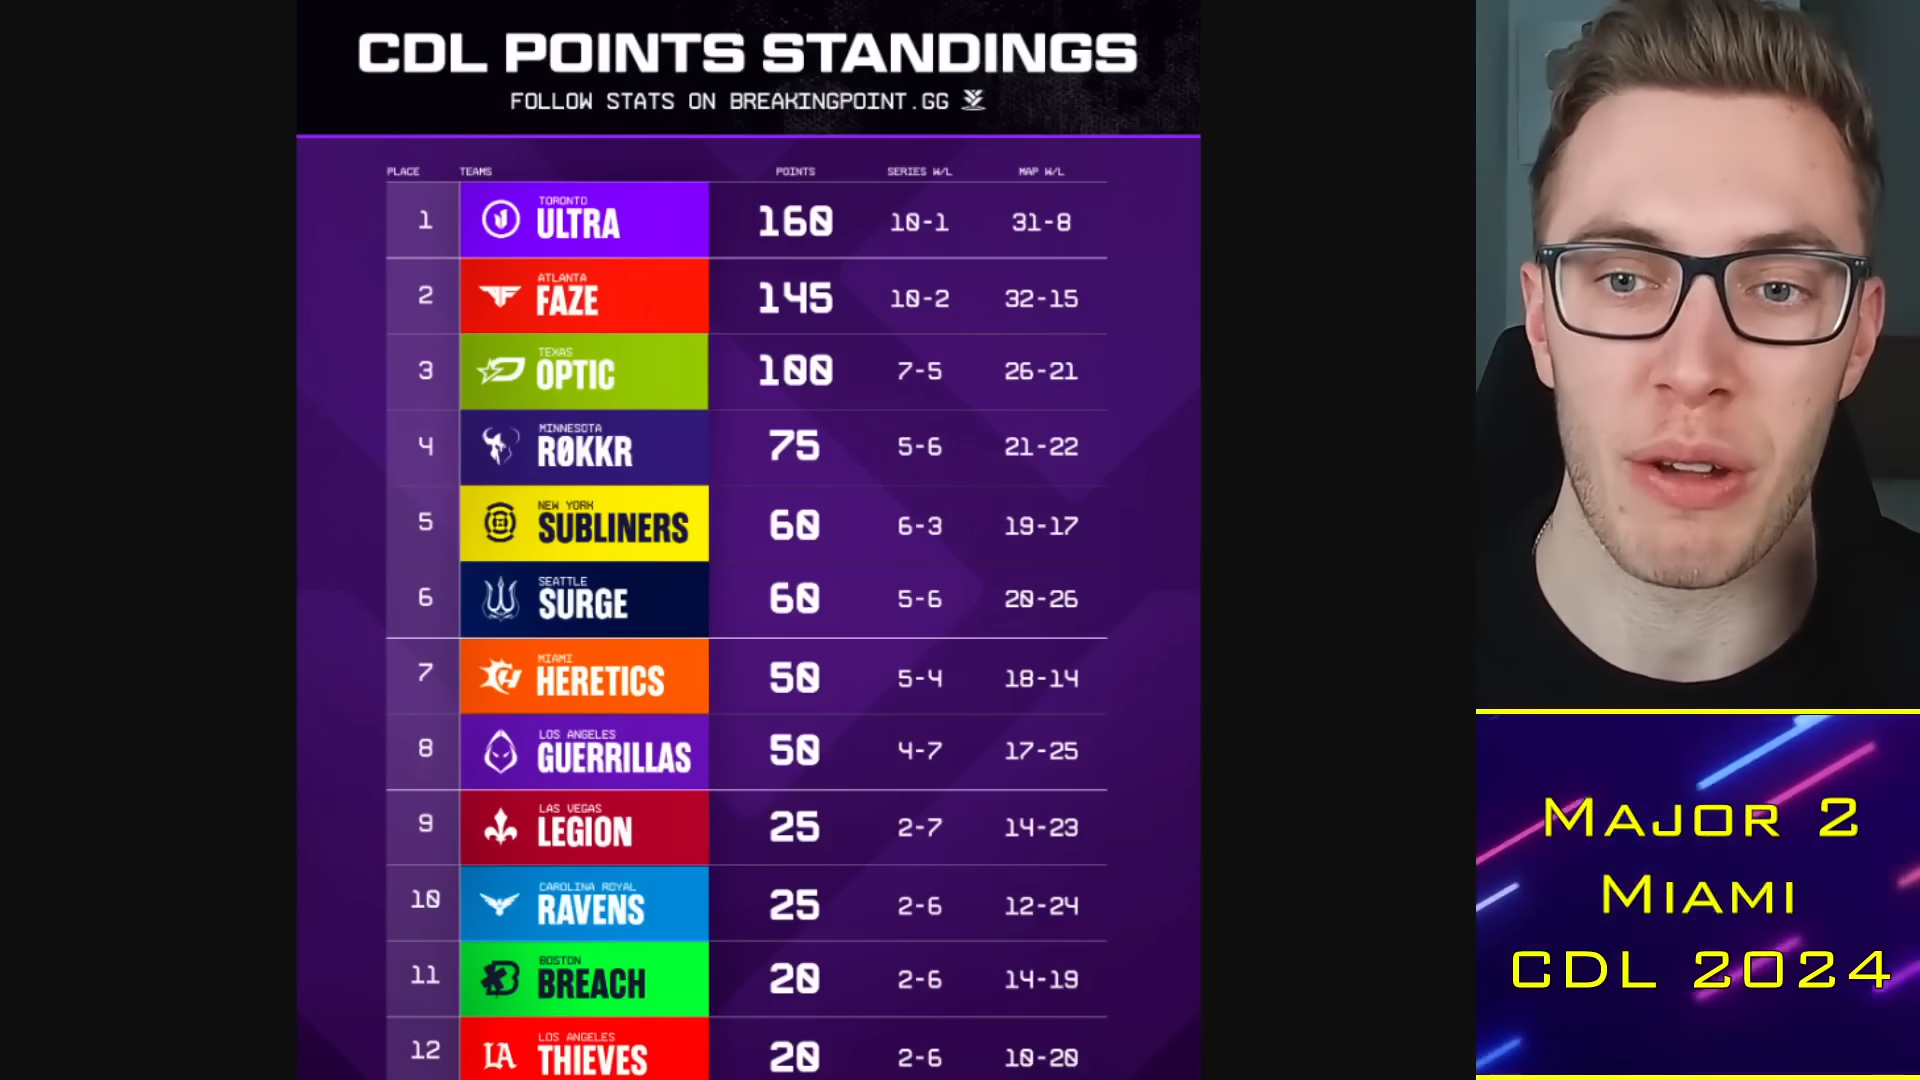 CDL POINTS STANDINGS
FOLLOW STATS ON BREAKINGPOINT.GG
PLACE TEAMS POINTS SERIES W/L MAP W/L
1 TORONTO ULTRA 160 10-1 31-8
2 ATLANTA FAZE 145 10-2 32-15
3 TEXAS OPTIC 100 7-5 26-21
4 MINNESOTA RØKKR 75 5-6 21-22
5 NEW YORK SUBLINERS 60 6-3 19-17
6 SEATTLE SURGE 60 5-6 20-26
7 MIAMI HERETICS 50 5-4 18-14
8 LOS ANGELES GUERRILLAS 50 4-7 17-25
9 LAS VEGAS LEGION 25 2-7 14-23
10 CAROLINA ROYAL RAVENS 25 2-6 12-24
11 BOSTON BREACH 20 2-6 14-19
12 LOS ANGELES LA THIEVES 20 2-6 10-20
MAJOR 2
MIAMI
CDL 2024